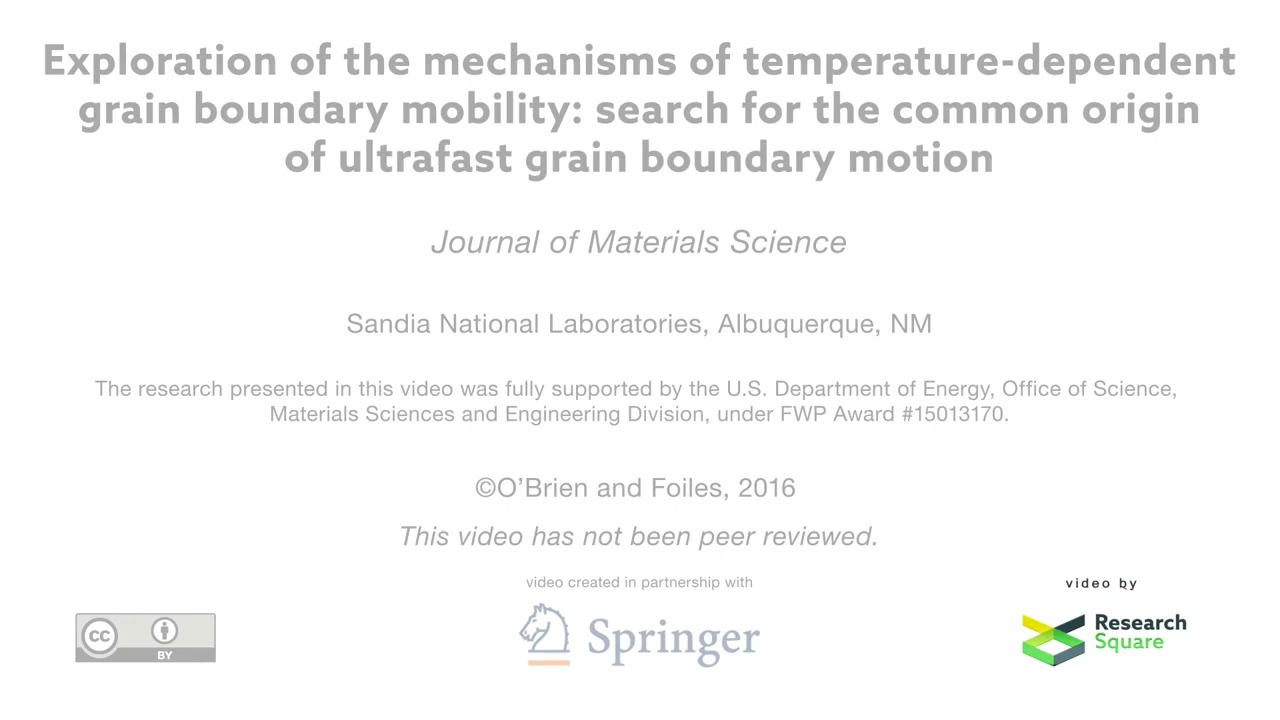 Exploration of the mechanisms of temperature-dependent
grain boundary mobility: search for the common origin
of ultrafast grain boundary motion
Journal of Materials Science
Sandia National Laboratories, Albuquerque, NM
The research presented in this video was fully supported by the U.S. Department of Energy, Office of Science,
Materials Sciences and Engineering Division, under FWP Award #15013170.
©O’Brien and Foiles, 2016
This video has not been peer reviewed.
video created in partnership with
video by
CC
BY
Springer
Research
Square